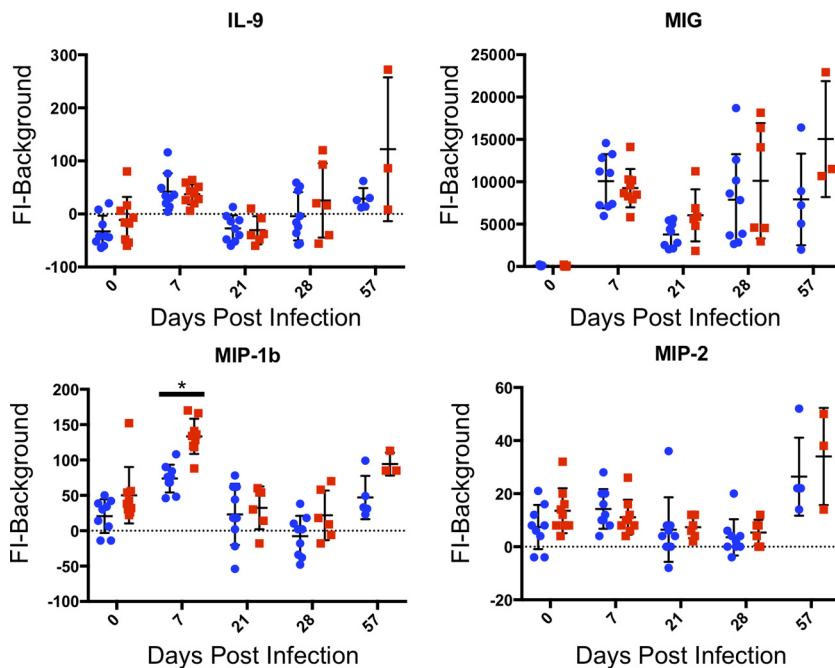 IL-9
FI-Background
300
200
100
0
-100
0 7 21 28 57
Days Post Infection
MIG
FI-Background
25000
20000
15000
10000
5000
0
0 7 21 28 57
Days Post Infection
MIP-1b
FI-Background
200
150
100
50
0
-50
-100
*
0 7 21 28 57
Days Post Infection
MIP-2
FI-Background
60
40
20
0
-20
0 7 21 28 57
Days Post Infection